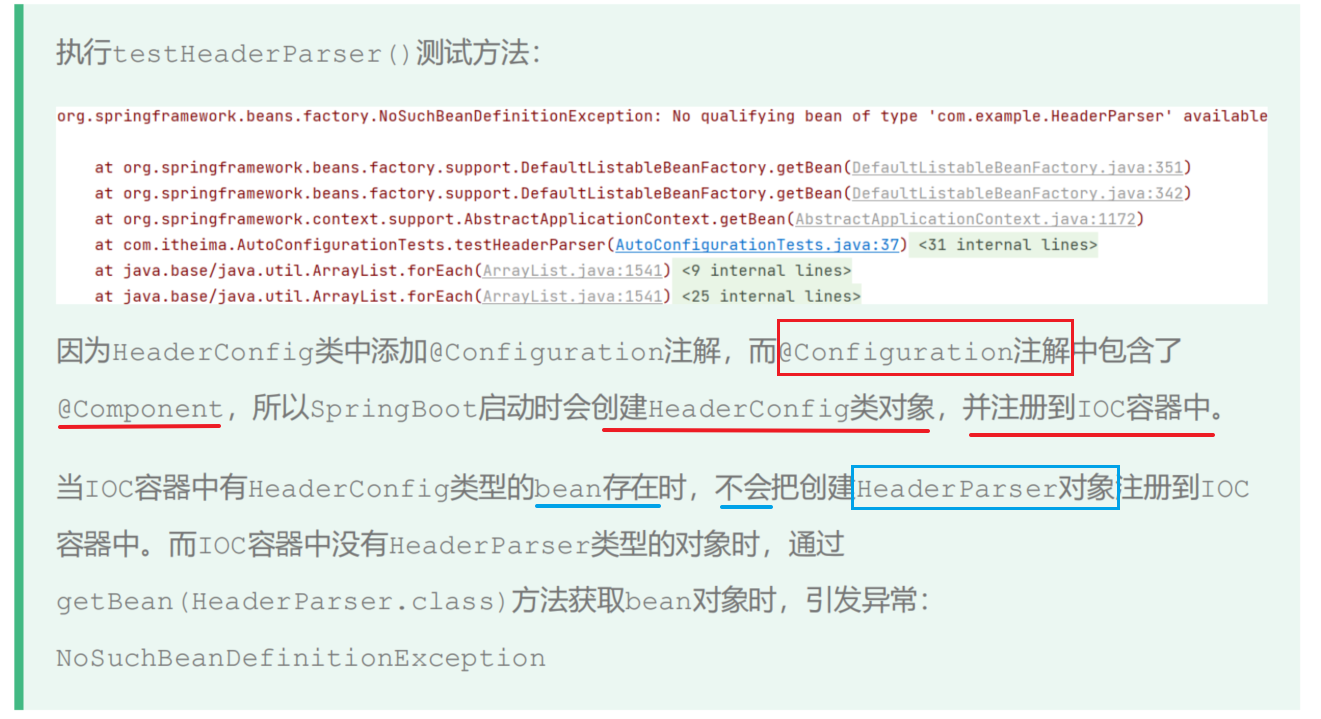 执行testHeaderParser()测试方法：
org.springframework.beans.factory.NoSuchBeanDefinitionException: No qualifying bean of type 'com.example.HeaderParser' available
at org.springframework.beans.factory.support.DefaultListableBeanFactory.getBean(DefaultListableBeanFactory.java:351)
at org.springframework.beans.factory.support.DefaultListableBeanFactory.getBean(DefaultListableBeanFactory.java:342)
at org.springframework.context.support.AbstractApplicationContext.getBean(AbstractApplicationContext.java:1172)
at com.itheima.AutoConfigurationTests.testHeaderParser(AutoConfigurationTests.java:37) <31 internal lines>
at java.base/java.util.ArrayList.forEach(ArrayList.java:1541) <9 internal lines>
at java.base/java.util.ArrayList.forEach(ArrayList.java:1541) <25 internal lines>
因为HeaderConfig类中添加@Configuration注解，而@Configuration注解中包含了
@Component，所以SpringBoot启动时会创建HeaderConfig类对象，并注册到IOC容器中。
当IOC容器中有HeaderConfig类型的bean存在时，不会把创建HeaderParser对象注册到IOC
容器中。而IOC容器中没有HeaderParser类型的对象时，通过
getBean(HeaderParser.class)方法获取bean对象时，引发异常：
NoSuchBeanDefinitionException